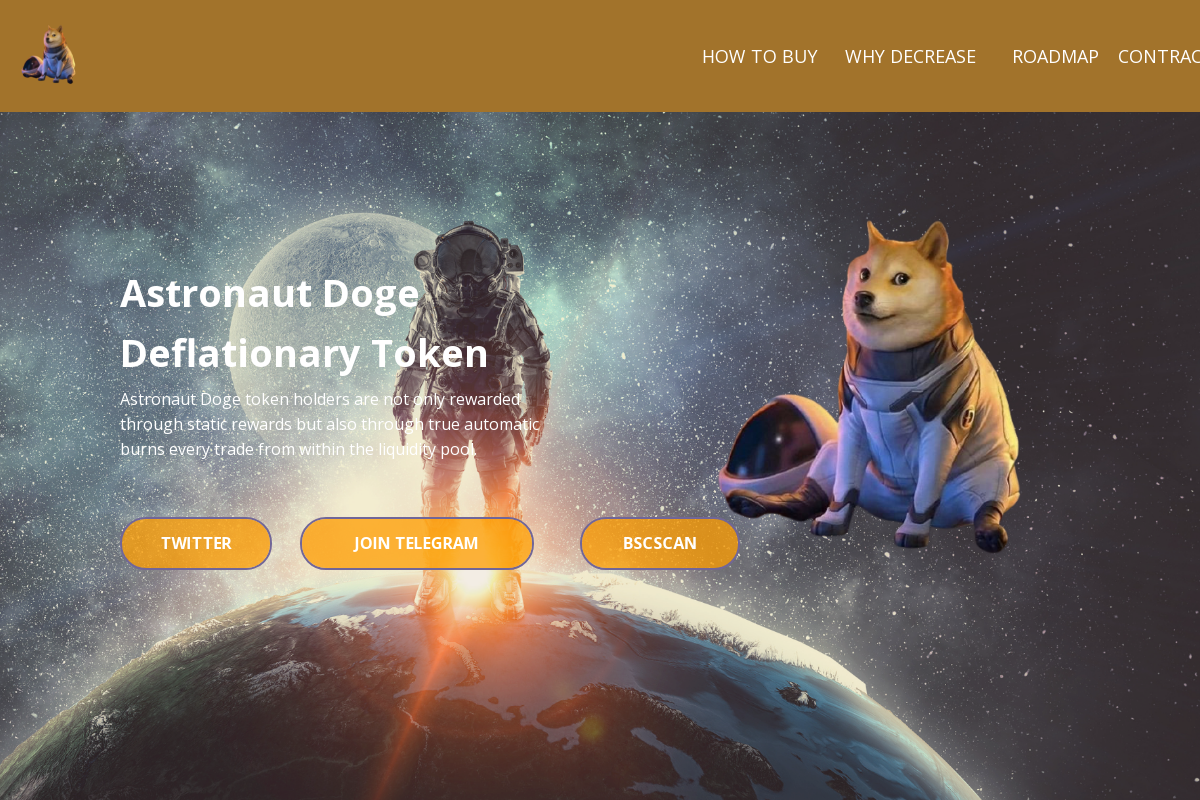 HOW TO BUY WHY DECREASE ROADMAP CONTRAC
Astronaut Doge
Deflationary Token
Astronaut Doge token holders are not only rewarded
through static rewards but also through true automatic
burns every trade from within the liquidity pool.
TWITTER JOIN TELEGRAM BSCSCAN